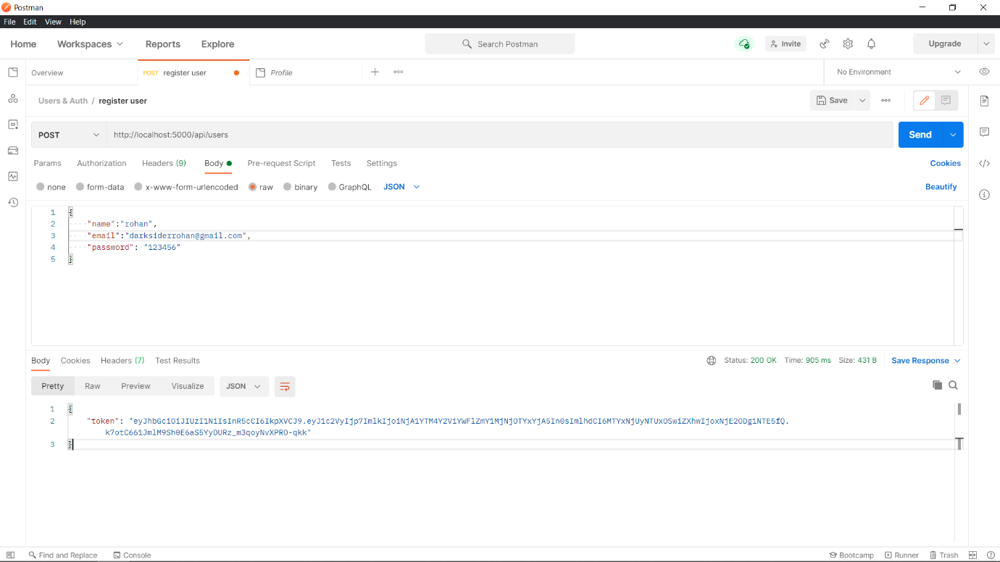 Postman
File Edit View Help
Home Workspaces Reports Explore Search Postman Invite Upgrade
Overview POST register user Profile No Environment
Users & Auth / register user Save
POST http://localhost:5000/api/users Send
Params Authorization Headers (9) Body Pre-request Script Tests Settings Cookies
none form-data x-www-form-urlencoded raw binary GraphQL JSON Beautify
1 {
2 "name":"rohan",
3 "email":"darksiderrohan@gmail.com",
4 "password": "123456"
5 }
Body Cookies Headers (7) Test Results Status: 200 OK Time: 905 ms Size: 431 B Save Response
Pretty Raw Preview Visualize JSON
1 {
2 "token": "eyJhbGciOiJIUzI1NiIsInR5cCI6IkpXVCJ9.eyJ1c2VyIjp7ImlkIjoiNjA1YTM4Y2ViYWFlZmY1MjNjOTYxYjA5In0sImlhdCI6MTYxNjUyNTUxOSwiZXhwIjoxNjE2ODg1NTE5fQ.
k7otC661JmlM9Sh0E6aS5YyDURz_m3qoyNvXPRO-qkk"
3 }
Find and Replace Console Bootcamp Runner Trash